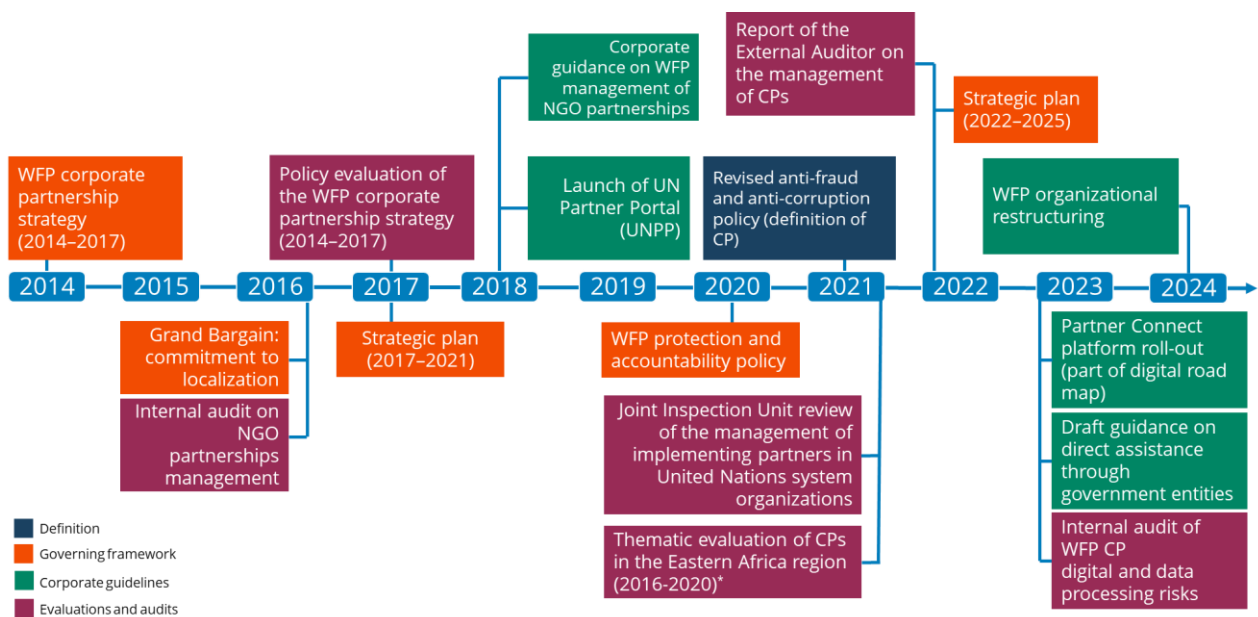 Corporate
guidance on WFP
management of
NGO partnerships
Report of the
External Auditor on
the management
of CPs
Strategic plan
(2022–2025)
WFP corporate
partnership
strategy
(2014–2017)
Policy evaluation of
the WFP corporate
partnership strategy
(2014–2017)
Launch of UN
Partner Portal
(UNPP)
Revised anti-fraud
and anti-corruption
policy (definition of
CP)
WFP organizational
restructuring
2014 2015 2016 2017 2018 2019 2020 2021 2022 2023 2024
Grand Bargain:
commitment to
localization
Internal audit on
NGO
partnerships
management
Strategic plan
(2017–2021)
WFP protection and
accountability policy
Joint Inspection Unit review
of the management of
implementing partners in
United Nations system
organizations
Thematic evaluation of CPs
in the Eastern Africa region
(2016-2020)*
Partner Connect
platform roll-out
(part of digital road
map)
Draft guidance on
direct assistance
through
government entities
Internal audit of
WFP CP
digital and data
processing risks
Definition
Governing framework
Corporate guidelines
Evaluations and audits